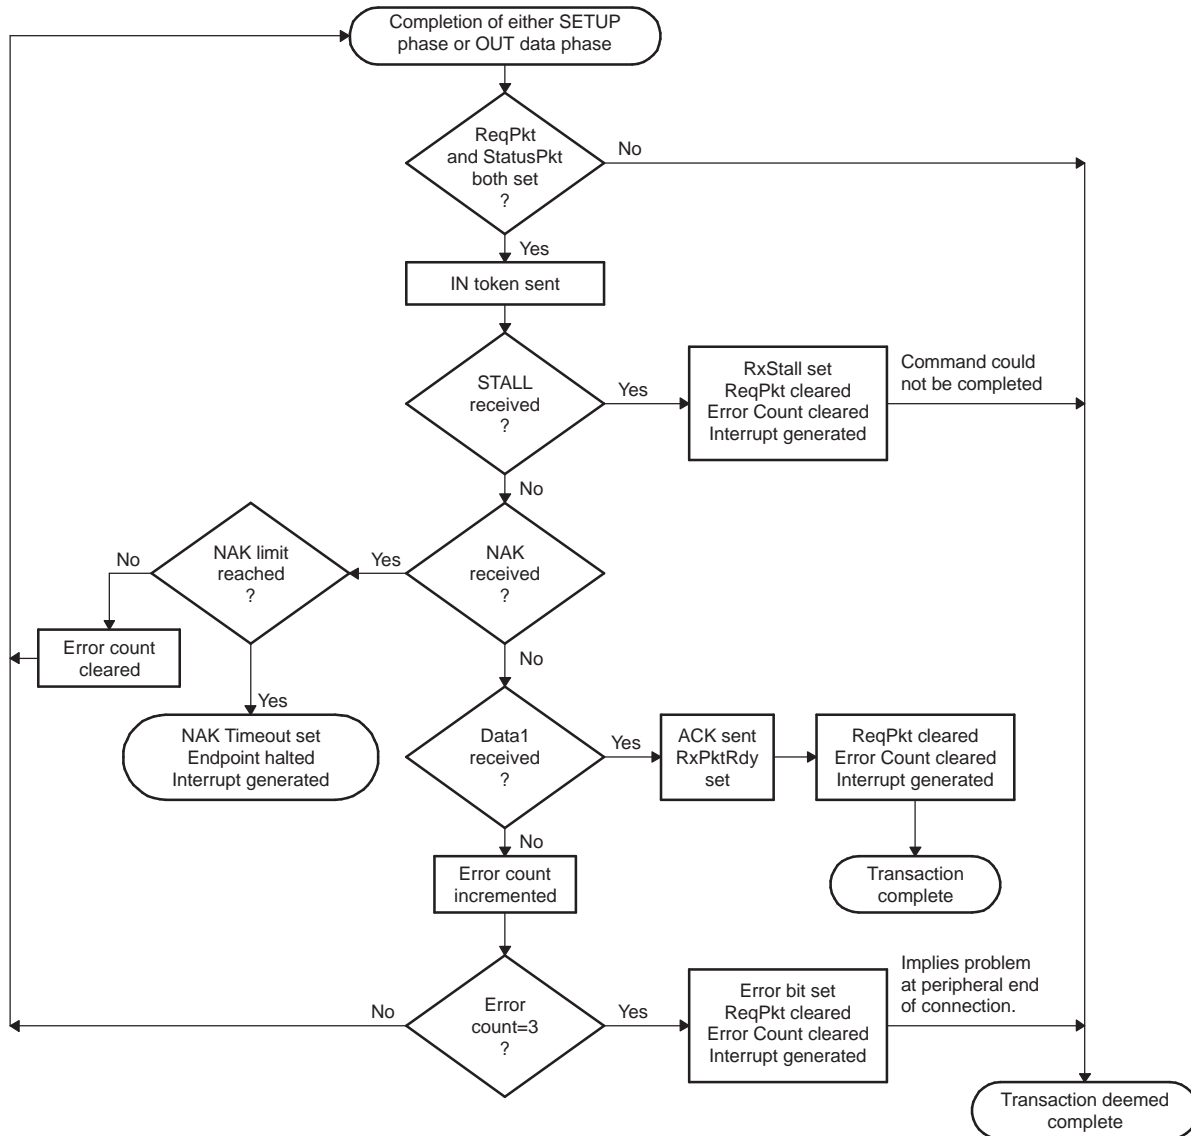 Completion of either SETUP
phase or OUT data phase
ReqPkt
and StatusPkt
both set
?
No
Yes
IN token sent
STALL
received
?
Yes
RxStall set
ReqPkt cleared
Error Count cleared
Interrupt generated
Command could
not be completed
No
NAK
received
?
Yes
NAK limit
reached
?
No
Error count
cleared
Yes
NAK Timeout set
Endpoint halted
Interrupt generated
No
Data1
received
?
Yes
ACK sent
RxPktRdy
set
ReqPkt cleared
Error Count cleared
Interrupt generated
Transaction
complete
No
Error count
incremented
Error
count=3
?
No
Yes
Error bit set
ReqPkt cleared
Error Count cleared
Interrupt generated
Implies problem
at peripheral end
of connection.
Transaction deemed
complete